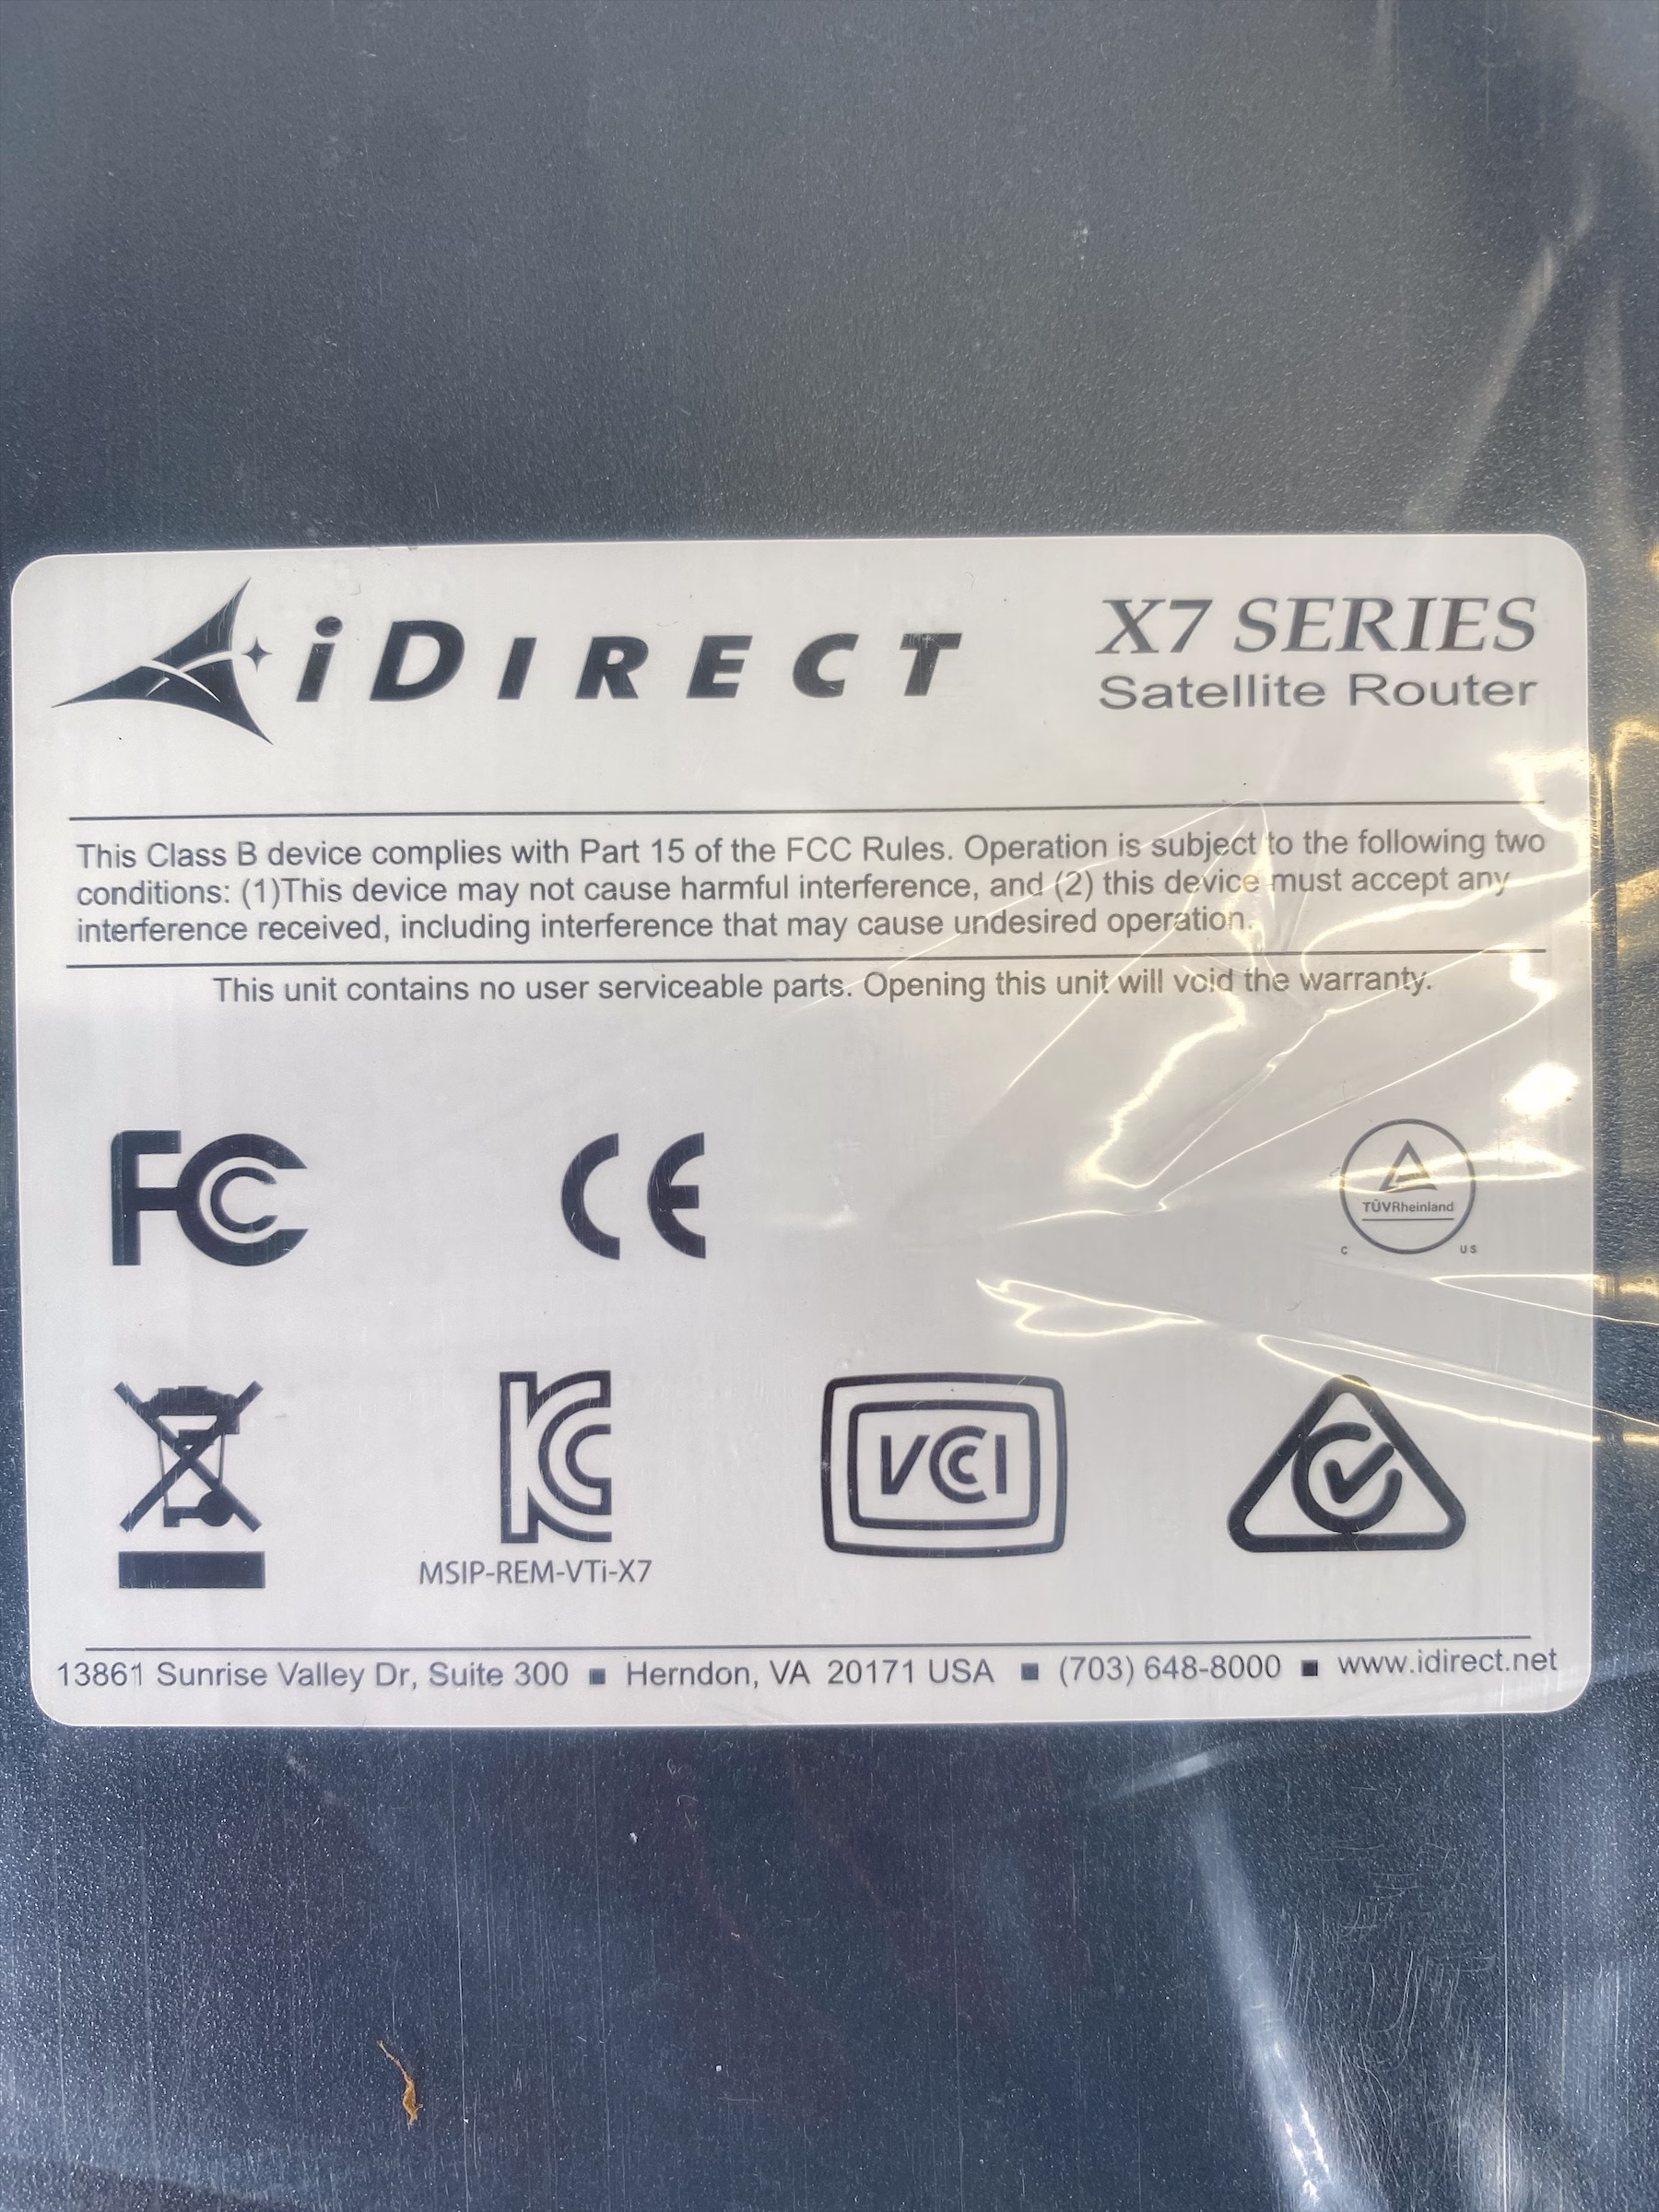 iDIRECT
X7 SERIES
Satellite Router
This Class B device complies with Part 15 of the FCC Rules. Operation is subject to the following two
conditions: (1)This device may not cause harmful interference, and (2) this device must accept any
interference received, including interference that may cause undesired operation.
This unit contains no user serviceable parts. Opening this unit will void the warranty.
FC
CE
TÜVRheinland
C US
KC
VCCI
MSIP-REM-VTi-X7
13861 Sunrise Valley Dr, Suite 300 ■ Herndon, VA 20171 USA ■ (703) 648-8000 ■ www.idirect.net